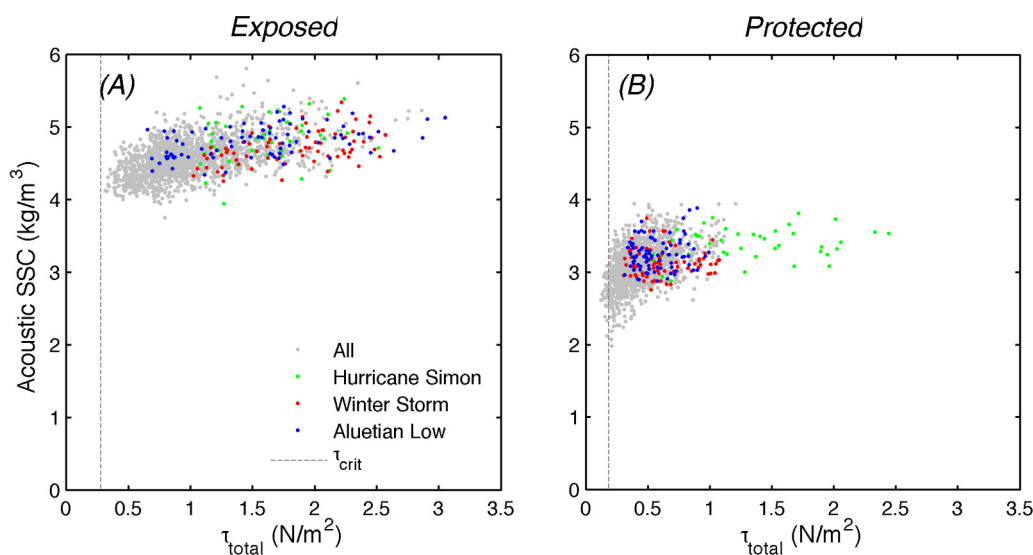 Exposed
Protected
(A)
(B)
Acoustic SSC (kg/m³)
6
5
4
3
2
1
0
0 0.5 1 1.5 2 2.5 3 3.5
τtotal (N/m²)
All
Hurricane Simon
Winter Storm
Aluetian Low
τcrit
6
5
4
3
2
1
0
0 0.5 1 1.5 2 2.5 3 3.5
τtotal (N/m²)